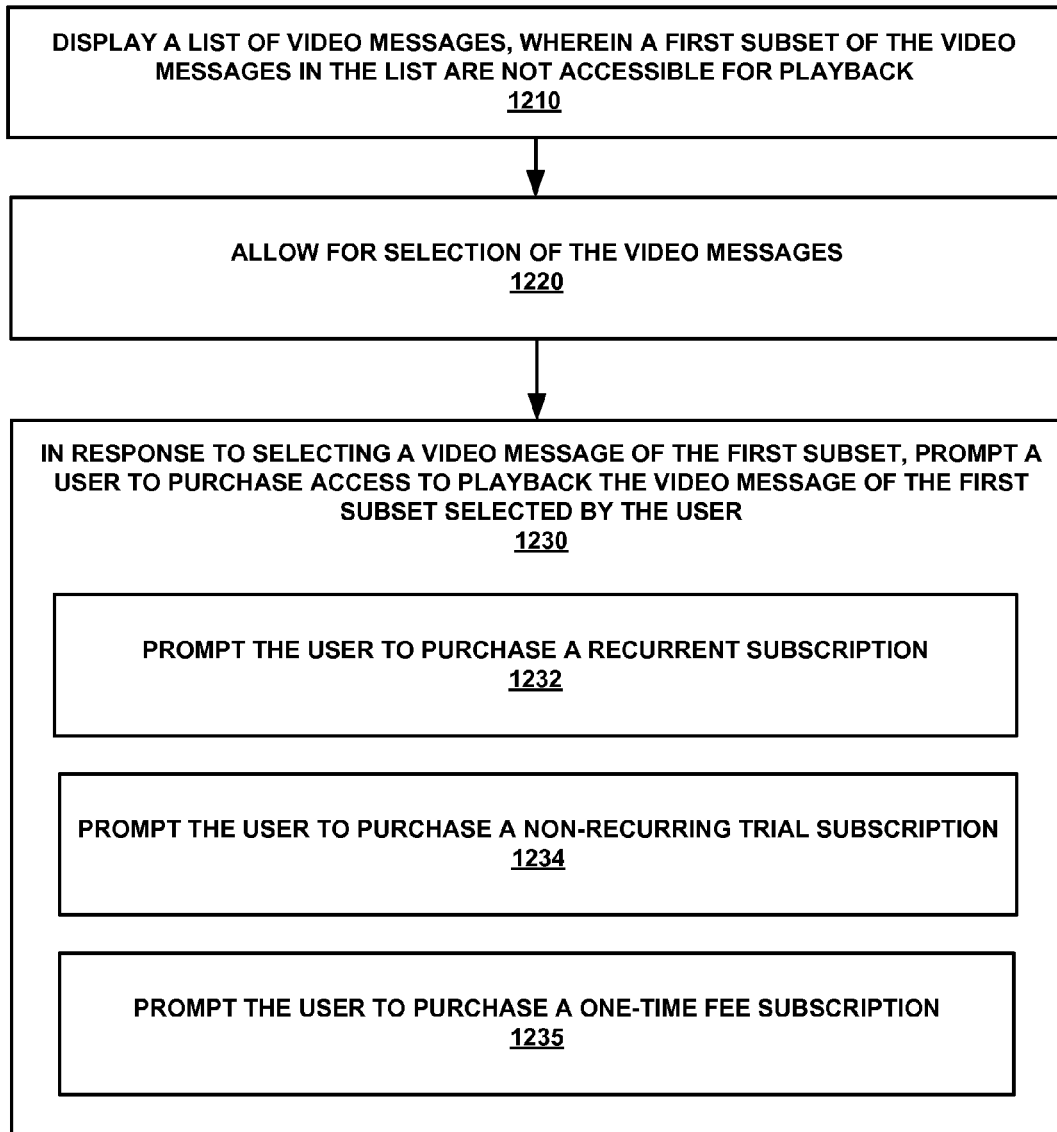 DISPLAY A LIST OF VIDEO MESSAGES, WHEREIN A FIRST SUBSET OF THE VIDEO
MESSAGES IN THE LIST ARE NOT ACCESSIBLE FOR PLAYBACK
1210
ALLOW FOR SELECTION OF THE VIDEO MESSAGES
1220
IN RESPONSE TO SELECTING A VIDEO MESSAGE OF THE FIRST SUBSET, PROMPT A
USER TO PURCHASE ACCESS TO PLAYBACK THE VIDEO MESSAGE OF THE FIRST
SUBSET SELECTED BY THE USER
1230
PROMPT THE USER TO PURCHASE A RECURRENT SUBSCRIPTION
1232
PROMPT THE USER TO PURCHASE A NON-RECURRING TRIAL SUBSCRIPTION
1234
PROMPT THE USER TO PURCHASE A ONE-TIME FEE SUBSCRIPTION
1235